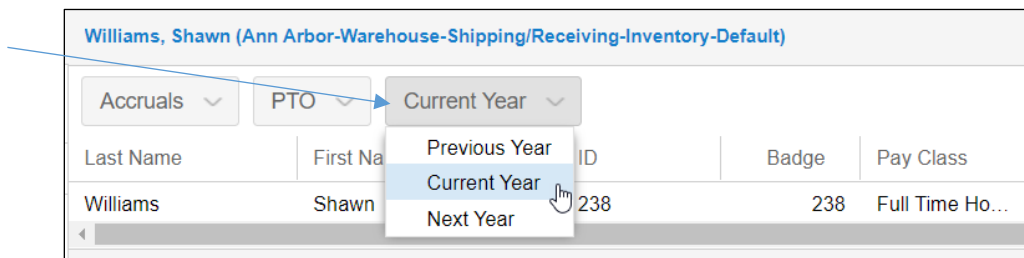 Williams, Shawn (Ann Arbor-Warehouse-Shipping/Receiving-Inventory-Default)
Accruals PTO Current Year
Previous Year
Last Name First Na ID Badge Pay Class
Current Year
Williams Shawn 238 238 Full Time Ho...
Next Year